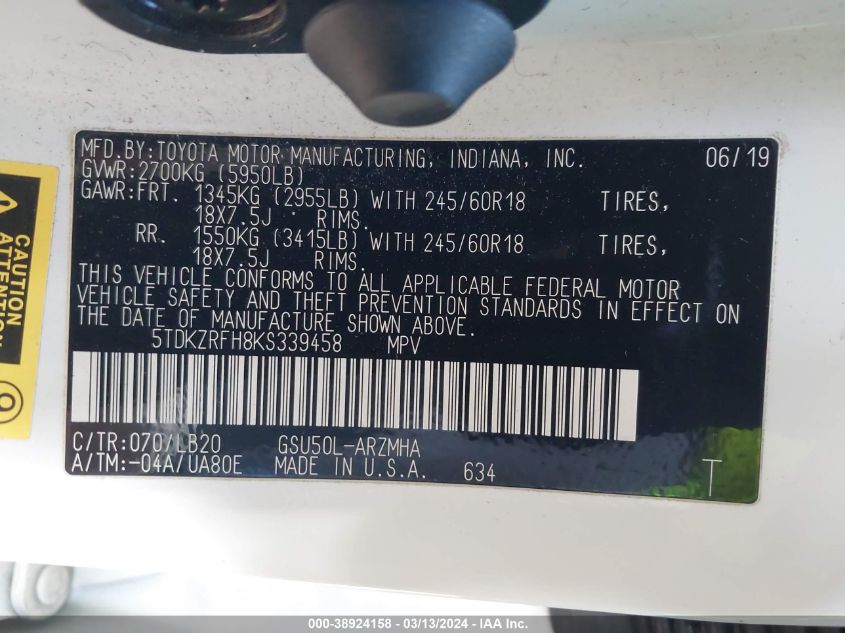 MFD.BY:TOYOTA MOTOR MANUFACTURING, INDIANA, INC. 06/19
GVWR:2700KG (5950LB)
GAWR:FRT. 1345KG (2955LB) WITH 245/60R18 TIRES,
18X7.5J RIMS.
RR. 1550KG (3415LB) WITH 245/60R18 TIRES,
18X7.5J RIMS.
THIS VEHICLE CONFORMS TO ALL APPLICABLE FEDERAL MOTOR
VEHICLE SAFETY AND THEFT PREVENTION STANDARDS IN EFFECT ON
THE DATE OF MANUFACTURE SHOWN ABOVE.
5TDKZRFH8KS339458 MPV
C/TR:070/LB20 GSU50L-ARZMHA
A/TM:-04A/UA80E MADE IN U.S.A. 634 T
CAUTION
ATTENTION
000-38924158 - 03/13/2024 - IAAI.com